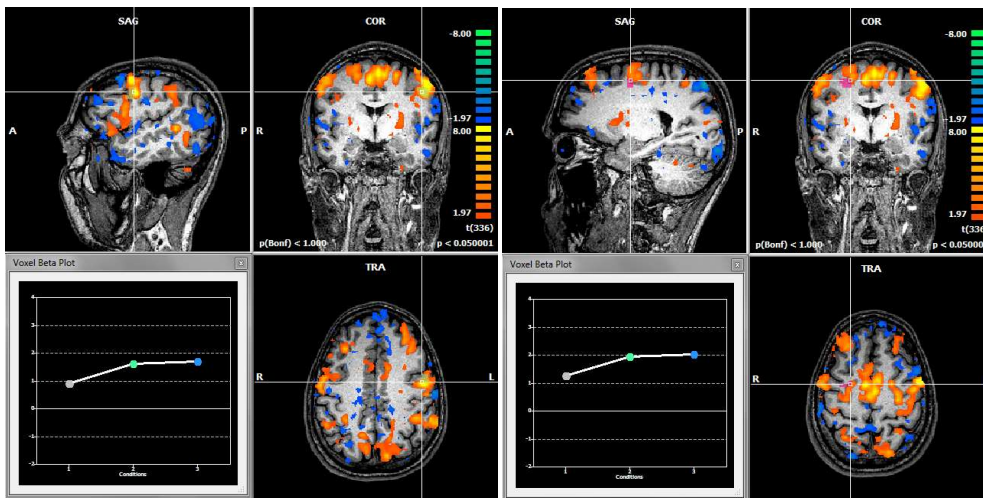 SAG
A
P
COR
R
-8.00
-1.97
8.00
1.97
t(336)
p(Bonf) < 1.000
p < 0.050001
Voxel Beta Plot
x
4
3
2
1
0
-1
-2
1
2
3
Conditions
TRA
R
L
SAG
A
P
COR
R
-8.00
-1.97
8.00
1.97
t(336)
p(Bonf) < 1.000
p < 0.050001
Voxel Beta Plot
x
4
3
2
1
0
-1
-2
1
2
3
Conditions
TRA
R